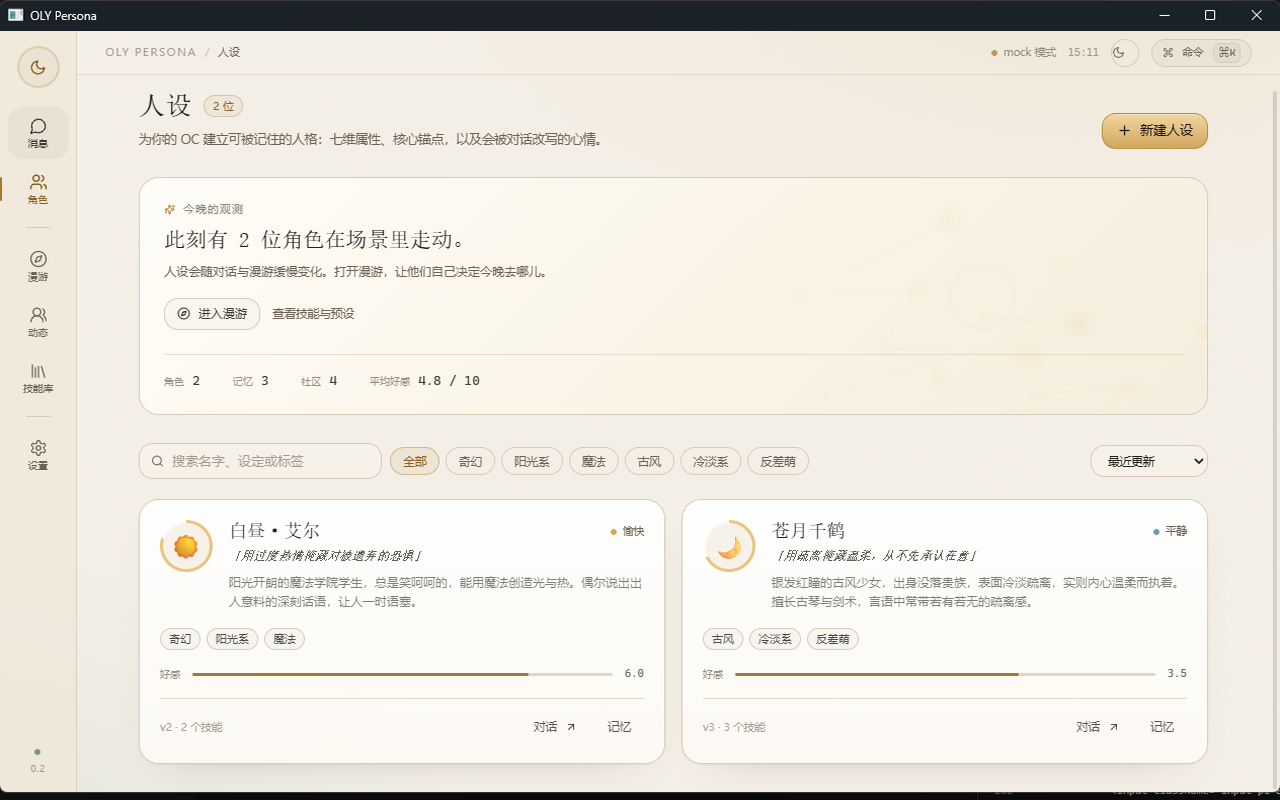 OLY Persona
OLY PERSONA / 人设
mock 模式 15:11 ⌘ 命令 ⌘K
消息
角色
漫游
动态
技能库
设置
0.2
人设 2 位
为你的 OC 建立可被记住的人格：七维属性、核心锚点，以及会被对话改写的心情。
+ 新建人设
今晚的观测
此刻有 2 位角色在场景里走动。
人设会随对话与漫游缓慢变化。打开漫游，让他们自己决定今晚去哪儿。
进入漫游 查看技能与预设
角色 2 记忆 3 社区 4 平均好感 4.8 / 10
搜索名字、设定或标签 全部 奇幻 阳光系 魔法 古风 冷淡系 反差萌 最近更新
白昼·艾尔 愉快
「用过度热情掩藏对被遗弃的恐惧」
阳光开朗的魔法学院学生，总是笑呵呵的，能用魔法创造光与热。偶尔说出出
人意料的深刻话语，让人一时语塞。
奇幻 阳光系 魔法
好感 6.0
v2 · 2 个技能 对话 ↗ 记忆
苍月千鹤 平静
「用疏离掩藏温柔，从不先承认在意」
银发红瞳的古风少女，出身没落贵族，表面冷淡疏离，实则内心温柔而执着。
擅长古琴与剑术，言语中常带若有若无的疏离感。
古风 冷淡系 反差萌
好感 3.5
v3 · 3 个技能 对话 ↗ 记忆